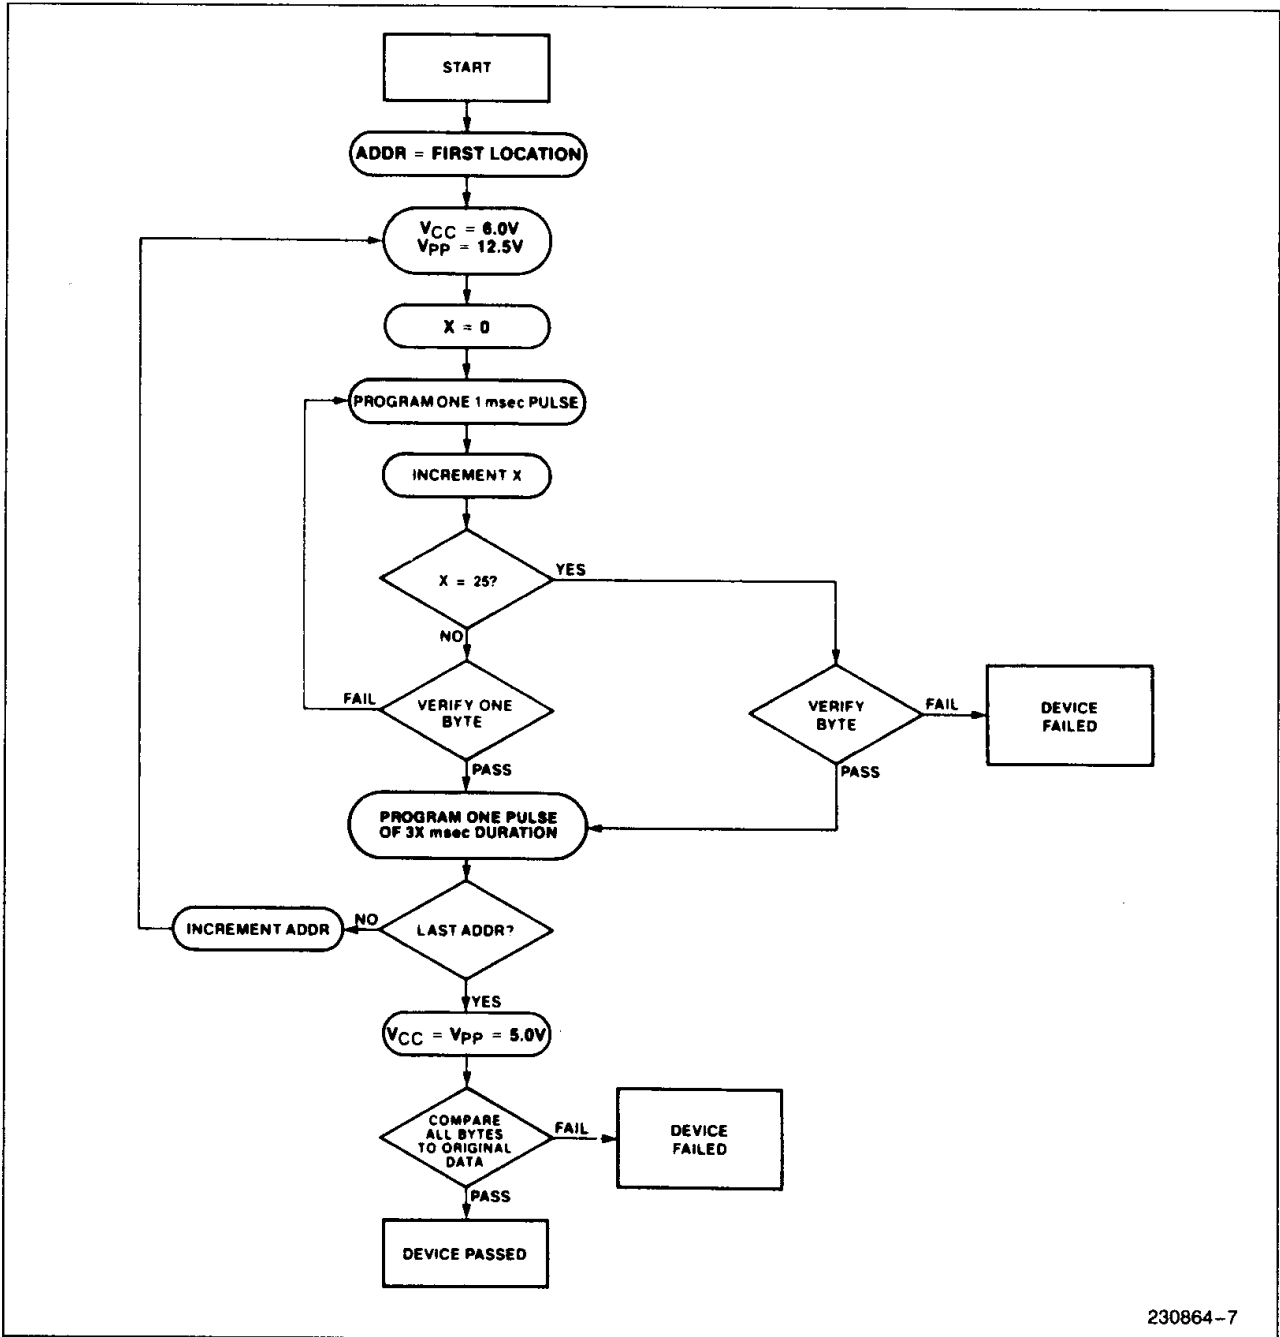 START
ADDR = FIRST LOCATION
VCC = 6.0V
VPP = 12.5V
X = 0
PROGRAM ONE 1 msec PULSE
INCREMENT X
X = 25?
YES
NO
VERIFY ONE
BYTE
FAIL
PASS
VERIFY
BYTE
FAIL
DEVICE
FAILED
PASS
PROGRAM ONE PULSE
OF 3X msec DURATION
LAST ADDR?
NO
INCREMENT ADDR
YES
VCC = VPP = 5.0V
COMPARE
ALL BYTES
TO ORIGINAL
DATA
FAIL
DEVICE
FAILED
PASS
DEVICE PASSED
230864-7